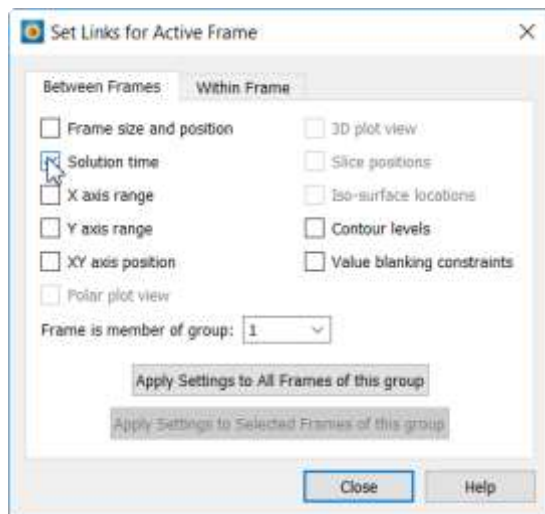 Set Links for Active Frame
Between Frames
Within Frame
Frame size and position
3D plot view
Solution time
Slice positions
X axis range
Iso-surface locations
Y axis range
Contour levels
XY axis position
Value blanking constraints
Polar plot view
Frame is member of group: 1
Apply Settings to All Frames of this group
Apply Settings to Selected Frames of this group
Close
Help